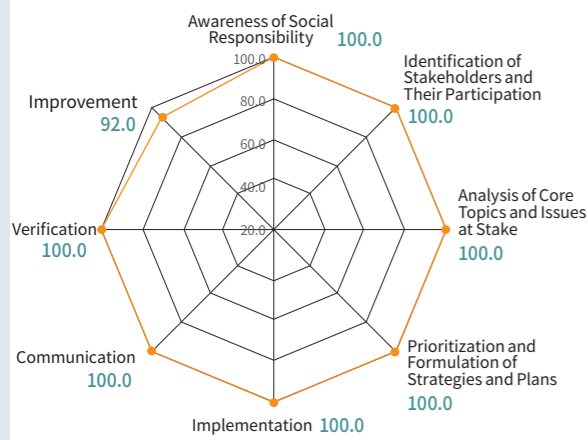 Awareness of Social
Responsibility
100.0
100.0
80.0
60.0
40.0
20.0
Identification of
Stakeholders and
Their Participation
100.0
Analysis of Core
Topics and Issues
at Stake
100.0
Prioritization and
Formulation of
Strategies and Plans
100.0
Implementation 100.0
Communication
100.0
Verification
100.0
Improvement
92.0